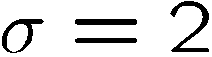 σ = 2